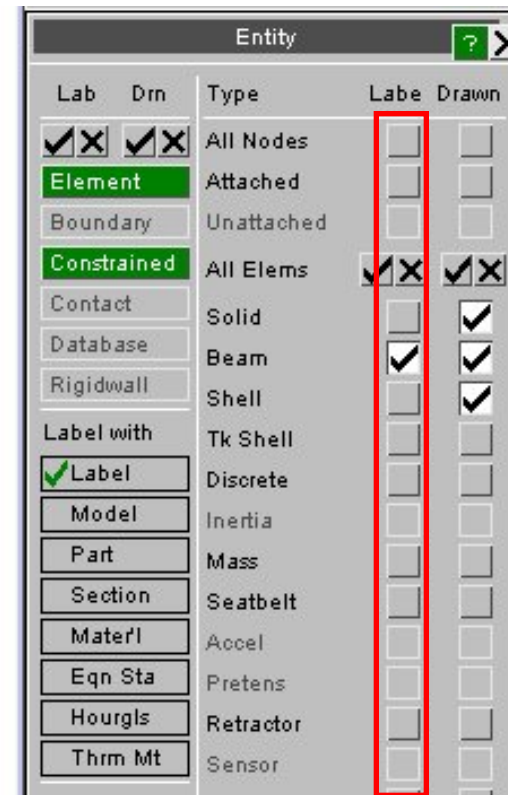 Entity ?
Lab Drn Type Labe Drawn
All Nodes
Element Attached
Boundary Unattached
Constrained All Elems
Contact Solid
Database Beam
Rigidwall Shell
Label with Tk Shell
Label Discrete
Model Inertia
Part Mass
Section Seatbelt
Mater'l Accel
Eqn Sta Pretens
Hourgls Retractor
Thrm Mt Sensor